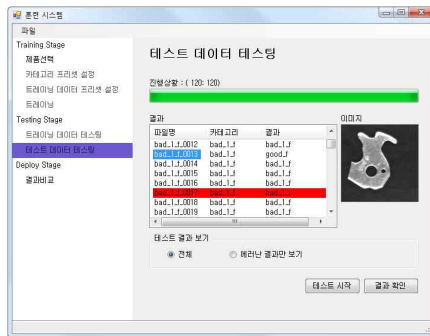 훈련 시스템
파일
Training Stage
제품선택
카테고리 프리셋 설정
트레이닝 데이터 프리셋 설정
트레이닝
Testing Stage
트레이닝 데이터 테스팅
테스트 데이터 테스팅
Deploy Stage
결과비교
테스트 데이터 테스팅
진행상황 : ( 120: 120)
결과
이미지
파일명 카테고리 결과
bad_1_f_0012 bad_1_f bad_1_f
bad_1_f_0013 bad_1_f good_f
bad_1_f_0014 bad_1_f bad_1_f
bad_1_f_0015 bad_1_f bad_1_f
bad_1_f_0016 bad_1_f bad_1_f
bad_1_f_0017 bad_1_f bad_1_f
bad_1_f_0018 bad_1_f bad_1_f
bad_1_f_0019 bad_1_f bad_1_f
테스트 결과 보기
전체
에러난 결과만 보기
테스트 시작
결과 확인